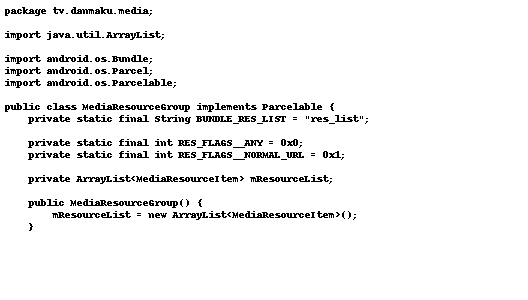 package tv.danmaku.media;
import java.util.ArrayList;
import android.os.Bundle;
import android.os.Parcel;
import android.os.Parcelable;
public class MediaResourceGroup implements Parcelable {
    private static final String BUNDLE_RES_LIST = "res_list";
    private static final int RES_FLAGS__ANY = 0x0;
    private static final int RES_FLAGS__NORMAL_URL = 0x1;
    private ArrayList<MediaResourceItem> mResourceList;
    public MediaResourceGroup() {
        mResourceList = new ArrayList<MediaResourceItem>();
    }